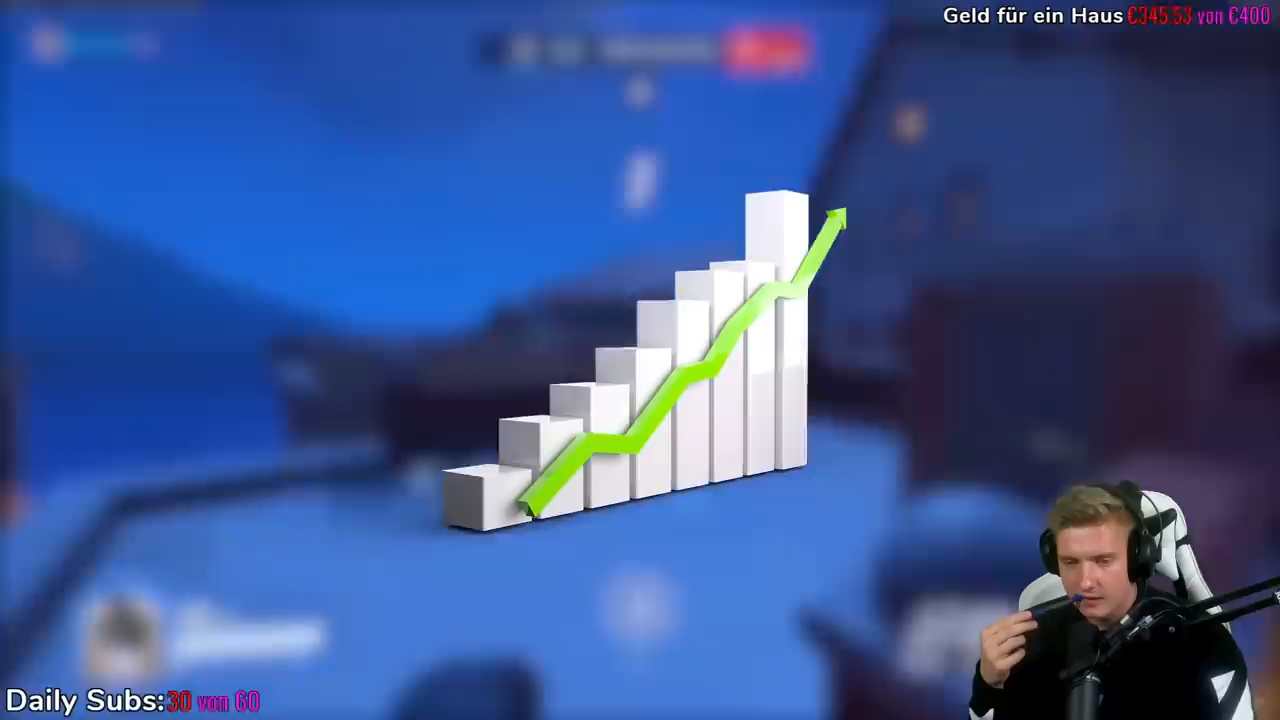 Geld für ein Haus €345.53 von €400
Daily Subs:30 von 60